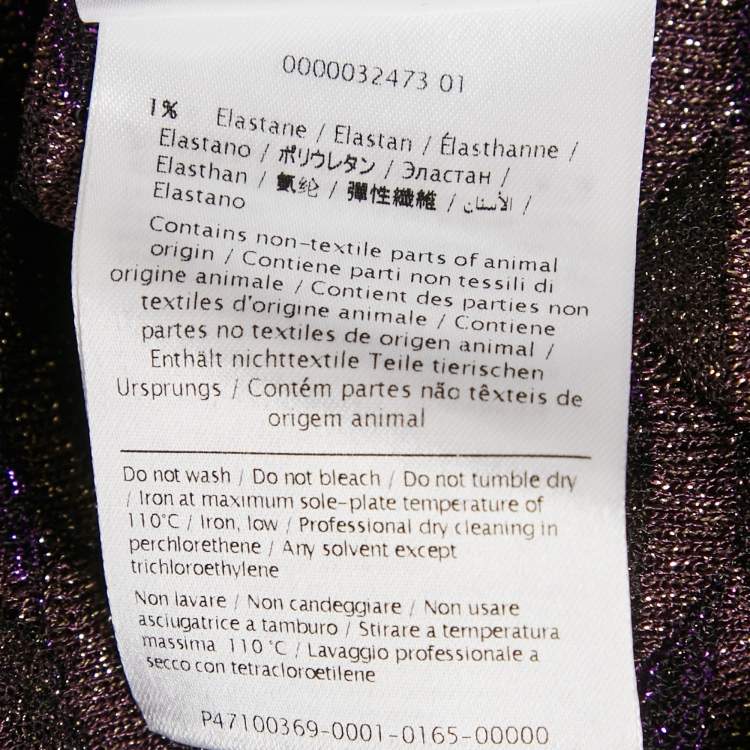 0000032473 01
1% Elastane / Elastan / Élasthanne /
Elastano / ポリウレタン / Эластан /
Elasthan / 氨纶 / 彈性纖維 / الأستان /
Elastano
Contains non-textile parts of animal
origin / Contiene parti non tessili di
origine animale / Contient des parties non
textiles d'origine animale / Contiene
partes no textiles de origen animal /
Enthält nichttextile Teile tierischen
Ursprungs / Contém partes não têxteis de
origem animal
Do not wash / Do not bleach / Do not tumble dry
/ Iron at maximum sole-plate temperature of
110°C / Iron, low / Professional dry cleaning in
perchlorethene / Any solvent except
trichloroethylene
Non lavare / Non candeggiare / Non usare
asciugatrice a tamburo / Stirare a temperatura
massima 110 °C / Lavaggio professionale a
secco con tetracloroetilene
P47100369-0001-0165-00000